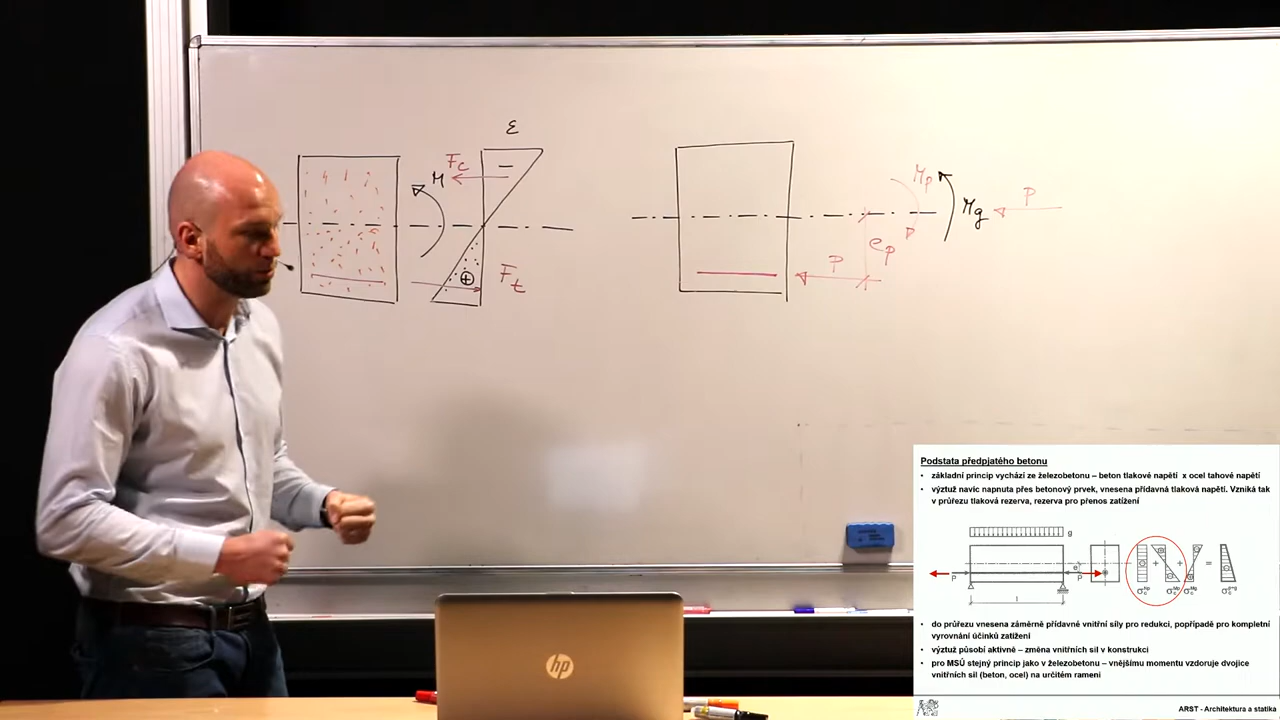 ε
Fc
M
−
+
Ft
Mp
Mg
P
ep
P
hp
Podstata předpjatého betonu
• základní princip vychází ze železobetonu – beton tlakové napětí x ocel tahové napětí
• výztuž navíc napnuta přes betonový prvek, vnesena přídavná tlaková napětí. Vzniká tak
v průřezu tlaková rezerva, rezerva pro přenos zatížení
g
P
P
e
+
+
=
l
• do průřezu vnesena záměrně přídavné vnitřní síly pro redukci, popřípadě pro kompletní
vyrovnání účinků zatížení
• výztuž působí aktivně – změna vnitřních sil v konstrukci
• pro MSÚ stejný princip jako v železobetonu – vnějšímu momentu vzdoruje dvojice
vnitřních sil (beton, ocel) na určitém rameni
ARST - Architektura a statika